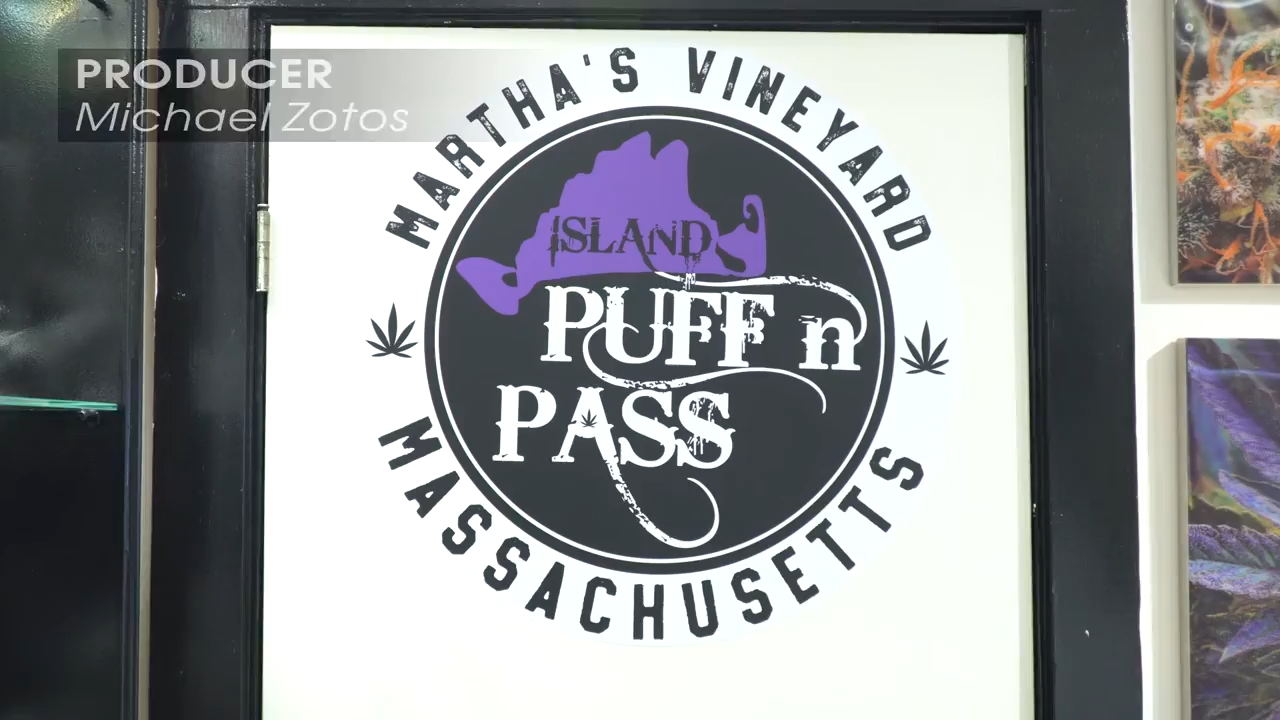 PRODUCER
Michael Zotos
MARTHA'S VINEYARD
ISLAND
PUFF n
PASS
MASSACHUSETTS